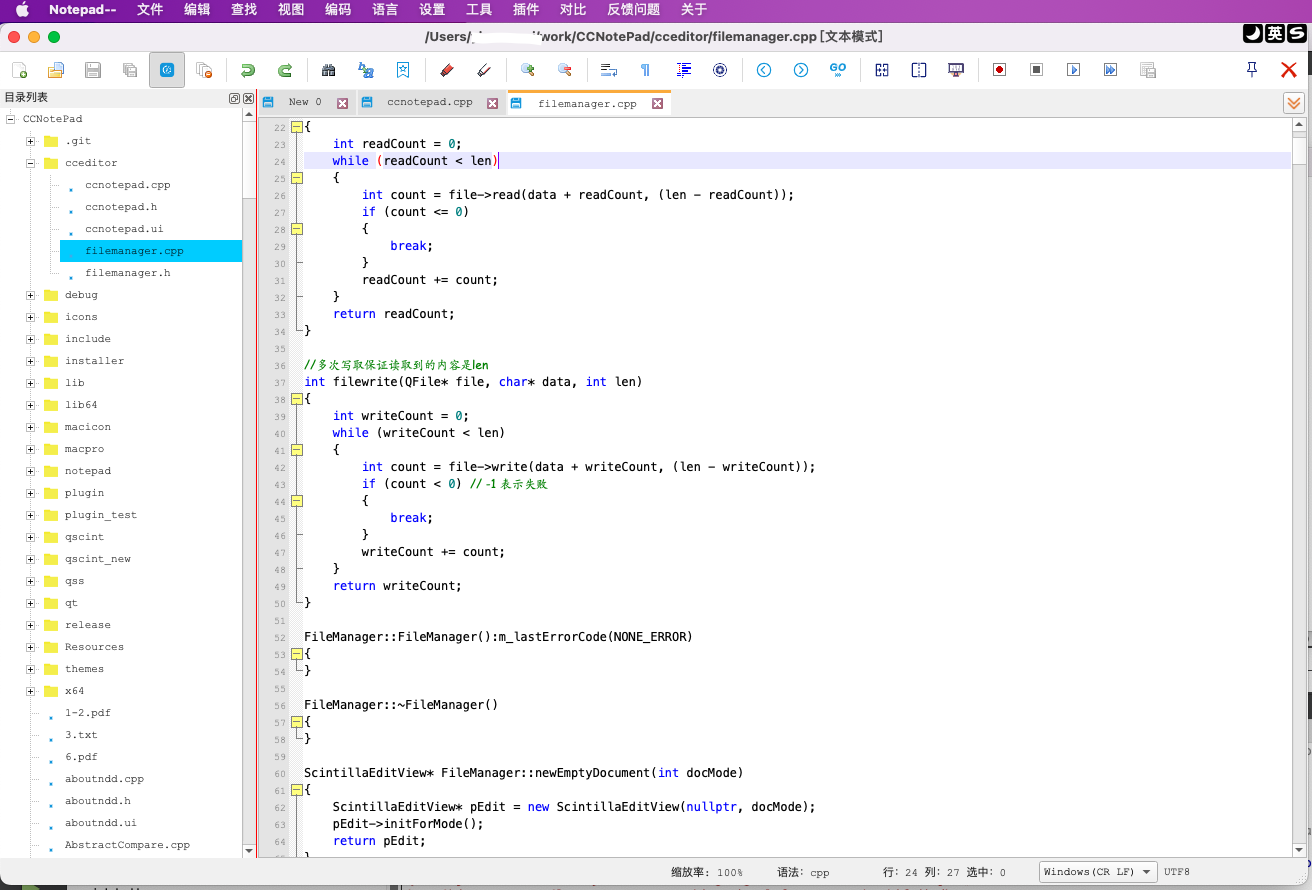 Notepad-- 文件 编辑 查找 视图 编码 语言 设置 工具 插件 对比 反馈问题 关于
/Users/ work/CCNotePad/cceditor/filemanager.cpp [文本模式]
英
GO
目录列表
New 0 ccnotepad.cpp filemanager.cpp
CCNotePad
.git
cceditor
ccnotepad.cpp
ccnotepad.h
ccnotepad.ui
filemanager.cpp
filemanager.h
debug
icons
include
installer
lib
lib64
macicon
macpro
notepad
plugin
plugin_test
qscint
qscint_new
qss
qt
release
Resources
themes
x64
1-2.pdf
3.txt
6.pdf
aboutndd.cpp
aboutndd.h
aboutndd.ui
AbstractCompare.cpp
22 {
23 int readCount = 0;
24 while (readCount < len)
25 {
26 int count = file->read(data + readCount, (len - readCount));
27 if (count <= 0)
28 {
29 break;
30 }
31 readCount += count;
32 }
33 return readCount;
34 }
35
36 //多次写取保证读取到的内容是len
37 int filewrite(QFile* file, char* data, int len)
38 {
39 int writeCount = 0;
40 while (writeCount < len)
41 {
42 int count = file->write(data + writeCount, (len - writeCount));
43 if (count < 0) // -1 表示失败
44 {
45 break;
46 }
47 writeCount += count;
48 }
49 return writeCount;
50 }
51
52 FileManager::FileManager():m_lastErrorCode(NONE_ERROR)
53 {
54 }
55
56 FileManager::~FileManager()
57 {
58 }
59
60 ScintillaEditView* FileManager::newEmptyDocument(int docMode)
61 {
62 ScintillaEditView* pEdit = new ScintillaEditView(nullptr, docMode);
63 pEdit->initForMode();
64 return pEdit;
缩放率: 100% 语法: cpp 行: 24 列: 27 选中: 0 Windows(CR LF) UTF8